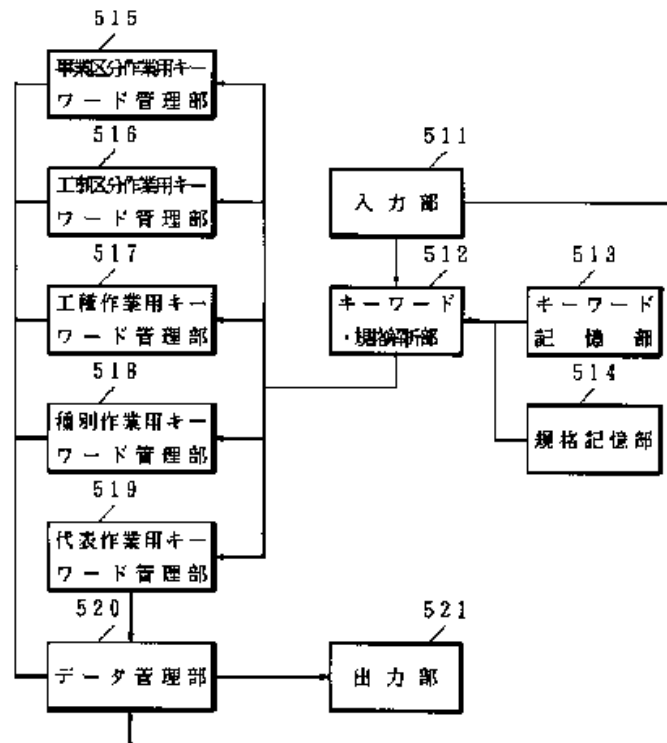 515
事業区分作業用キー
ワード管理部
516
工事区分作業用キー
ワード管理部
511
入力部
517
工種作業用キー
ワード管理部
512
キーワード
・規格解析部
513
キーワード
記憶部
514
規格記憶部
518
種別作業用キー
ワード管理部
519
代表作業用キー
ワード管理部
520
データ管理部
521
出力部